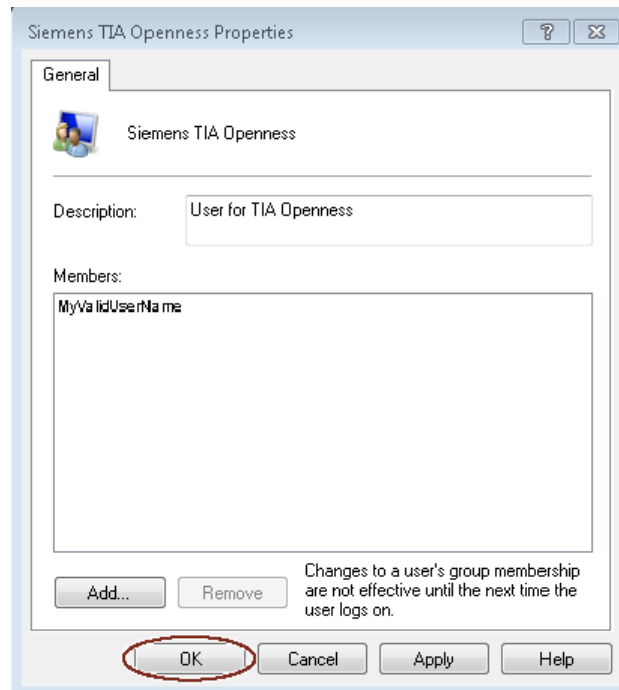 Siemens TIA Openness Properties
General
Siemens TIA Openness
Description:
User for TIA Openness
Members:
MyValidUserName
Add...
Remove
Changes to a user's group membership
are not effective until the next time the
user logs on.
OK
Cancel
Apply
Help